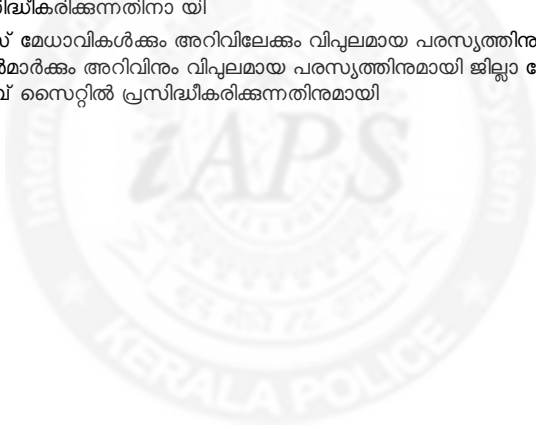 സിദ്ധീകരിക്കുന്നതിനാ യി
സ് മേധാവികൾക്കും അറിവിലേക്കും വിപുലമായ പരസ്യത്തിനു
ർമാർക്കും അറിവിനും വിപുലമായ പരസ്യത്തിനുമായി ജില്ലാ
ബ് സൈറ്റിൽ പ്രസിദ്ധീകരിക്കുന്നതിനുമായി
iAPS
KERALA POLICE